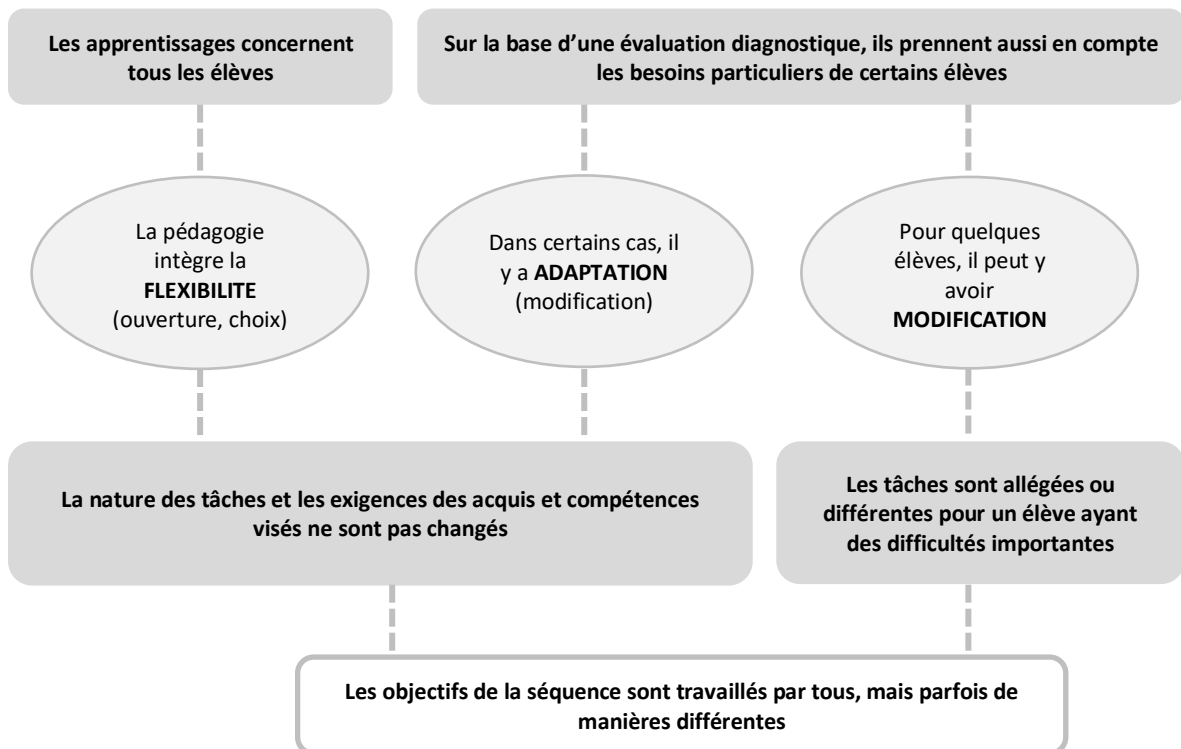 Les apprentissages concernent
tous les élèves
Sur la base d’une évaluation diagnostique, ils prennent aussi en compte
les besoins particuliers de certains élèves
La pédagogie
intègre la
FLEXIBILITE
(ouverture, choix)
Dans certains cas, il
y a ADAPTATION
(modification)
Pour quelques
élèves, il peut y
avoir
MODIFICATION
La nature des tâches et les exigences des acquis et compétences
visés ne sont pas changés
Les tâches sont allégées ou
différentes pour un élève ayant
des difficultés importantes
Les objectifs de la séquence sont travaillés par tous, mais parfois de
manières différentes